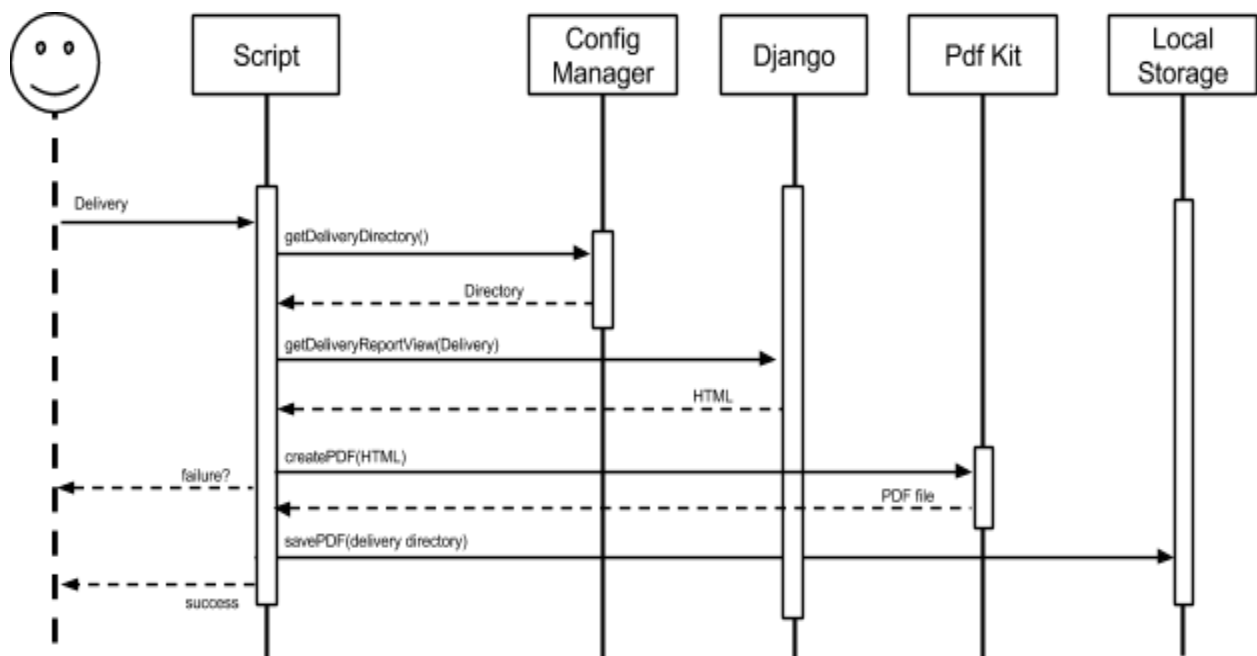 Script
Config
Manager
Django
Pdf Kit
Local
Storage
Delivery
getDeliveryDirectory()
Directory
getDeliveryReportView(Delivery)
HTML
createPDF(HTML)
failure?
PDF file
savePDF(delivery directory)
success